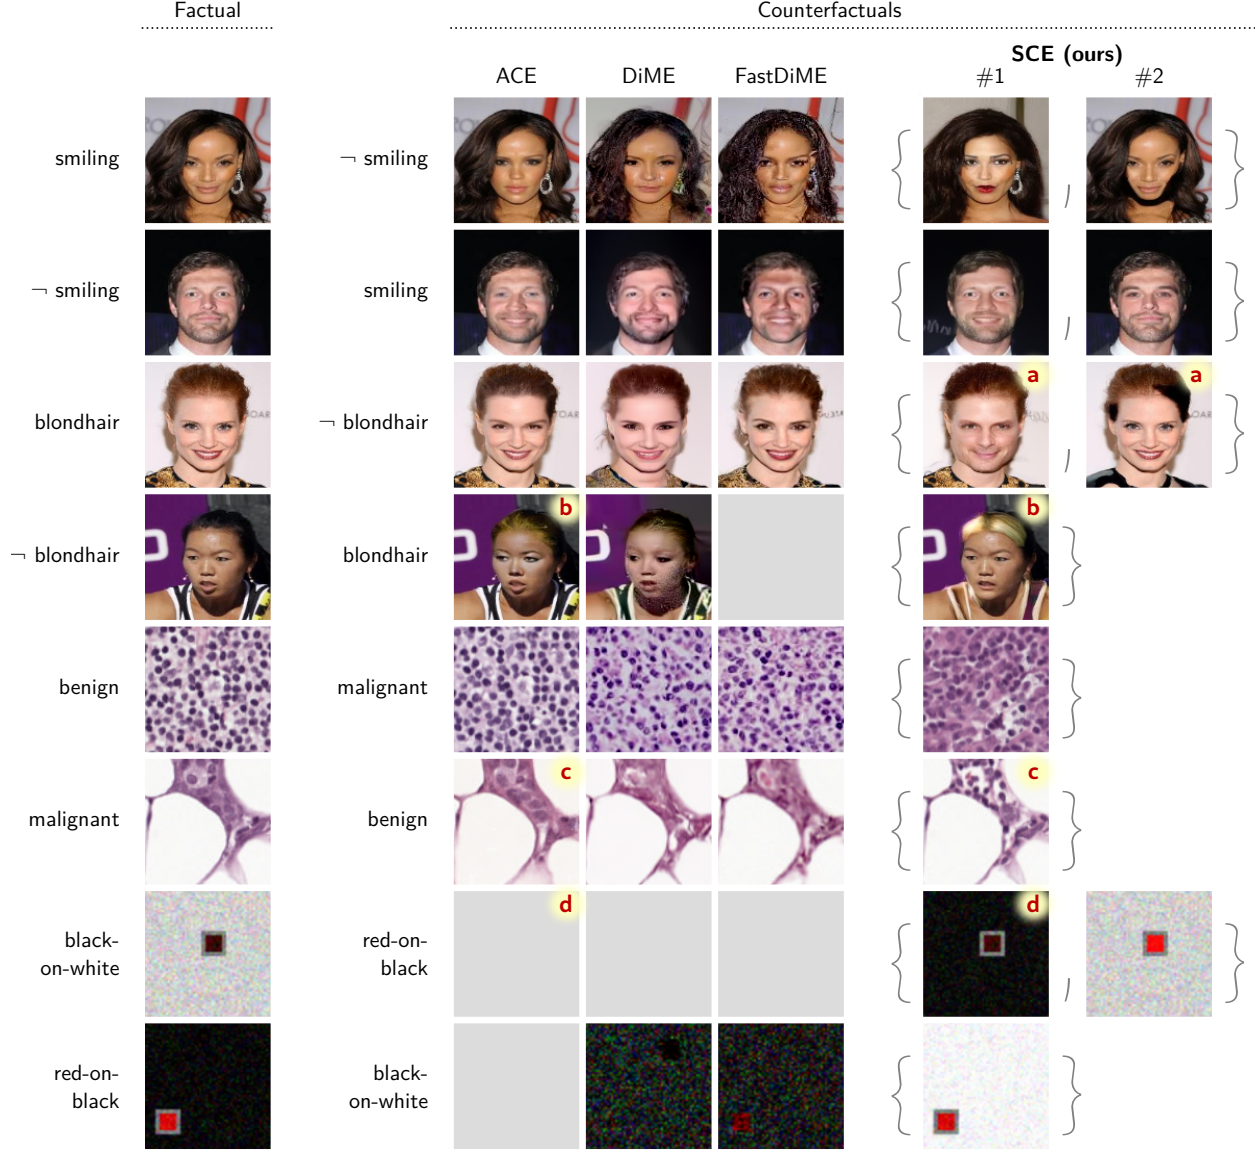 Factual
Counterfactuals
SCE (ours)
ACE
DiME
FastDiME
#1
#2
smiling
¬ smiling
{
,
}
¬ smiling
smiling
{
,
}
blondhair
¬ blondhair
{
a
,
a
}
¬ blondhair
blondhair
b
{
b
}
benign
malignant
{
}
malignant
benign
c
{
c
}
black-
on-white
red-on-
black
d
{
d
,
}
red-on-
black
black-
on-white
{
}